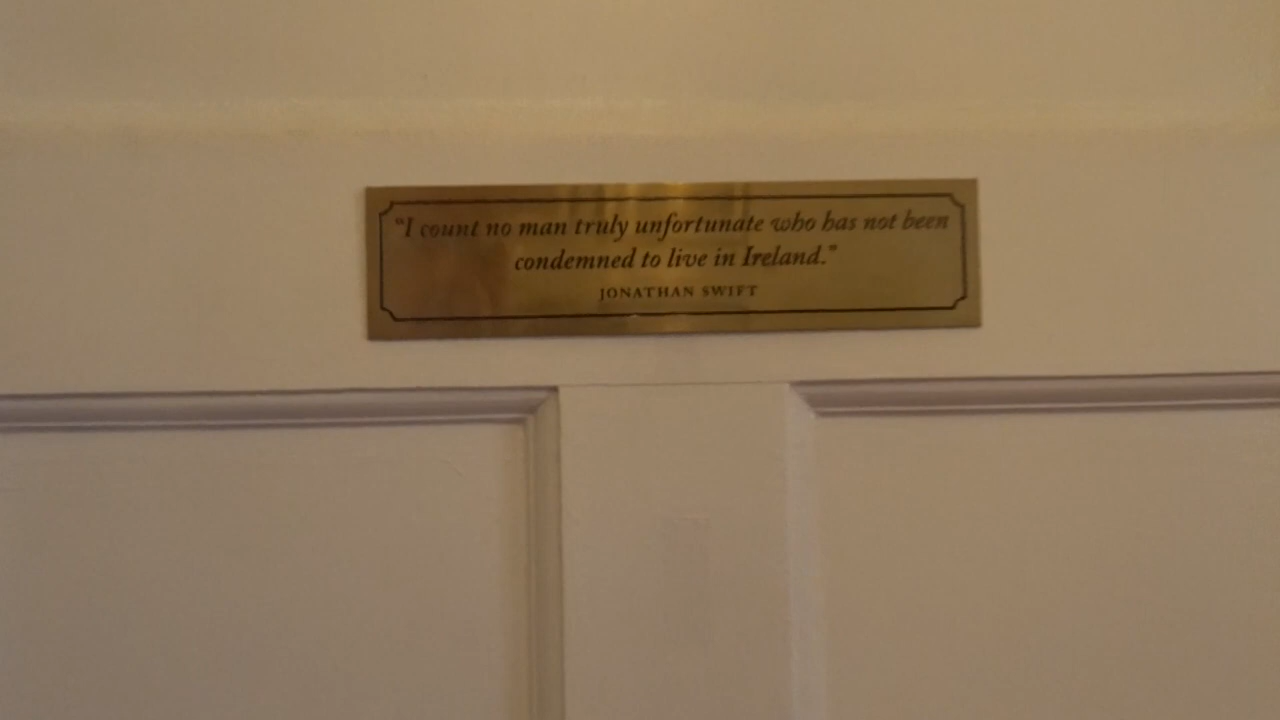 “I count no man truly unfortunate who has not been
condemned to live in Ireland.”
JONATHAN SWIFT